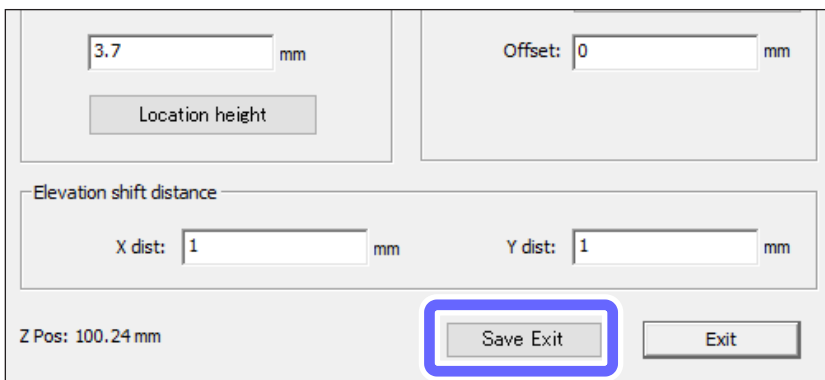 3.7 mm
Offset: 0 mm
Location height
Elevation shift distance
X dist: 1 mm
Y dist: 1 mm
Z Pos: 100.24 mm
Save Exit
Exit